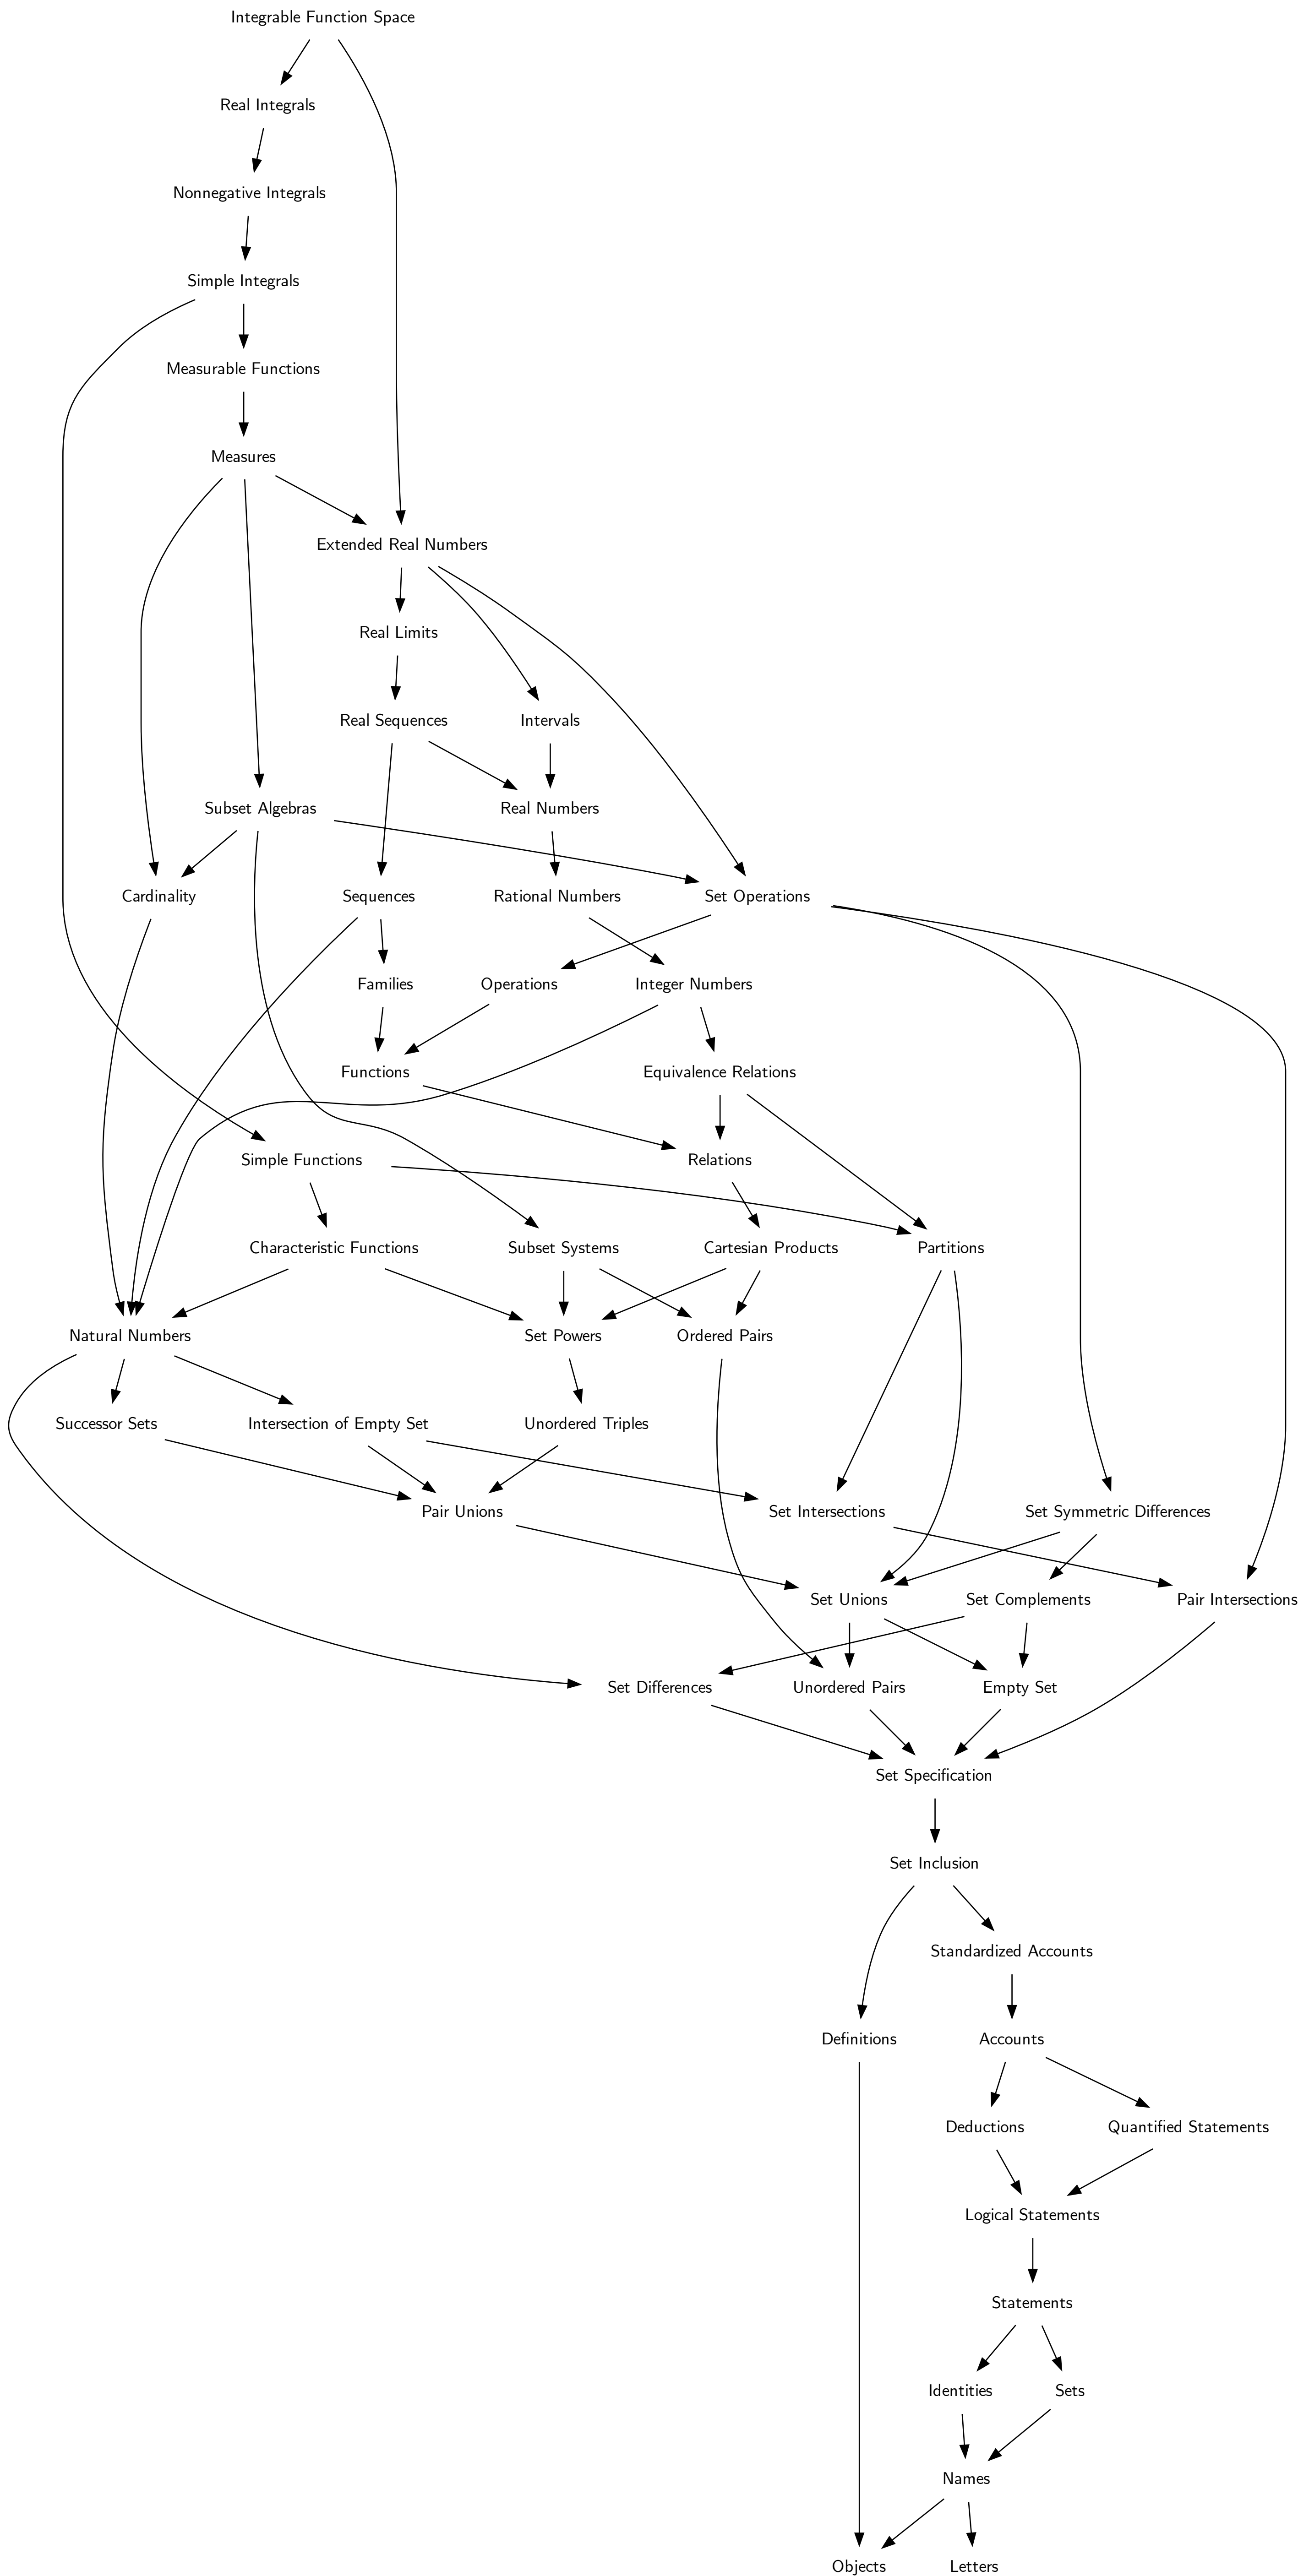 Integrable Function Space
Real Integrals
Nonnegative Integrals
Simple Integrals
Measurable Functions
Measures
Extended Real Numbers
Real Limits
Real Sequences
Intervals
Subset Algebras
Real Numbers
Cardinality
Sequences
Rational Numbers
Set Operations
Families
Operations
Integer Numbers
Functions
Equivalence Relations
Simple Functions
Relations
Characteristic Functions
Subset Systems
Cartesian Products
Partitions
Natural Numbers
Set Powers
Ordered Pairs
Successor Sets
Intersection of Empty Set
Unordered Triples
Pair Unions
Set Intersections
Set Symmetric Differences
Set Unions
Set Complements
Pair Intersections
Set Differences
Unordered Pairs
Empty Set
Set Specification
Set Inclusion
Standardized Accounts
Definitions
Accounts
Deductions
Quantified Statements
Logical Statements
Statements
Identities
Sets
Names
Objects
Letters